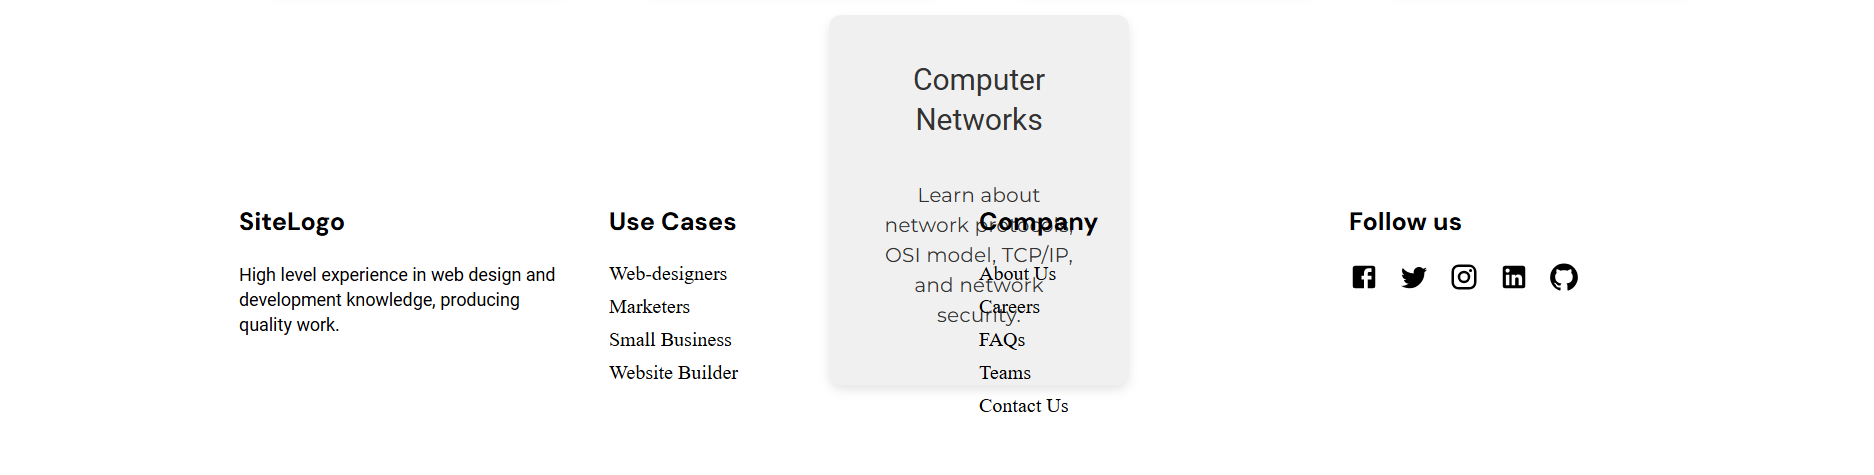 Computer
Networks
Learn about
network protocols,
OSI model, TCP/IP,
and network
security.
SiteLogo
High level experience in web design and
development knowledge, producing
quality work.
Use Cases
Web-designers
Marketers
Small Business
Website Builder
Company
About Us
Careers
FAQs
Teams
Contact Us
Follow us